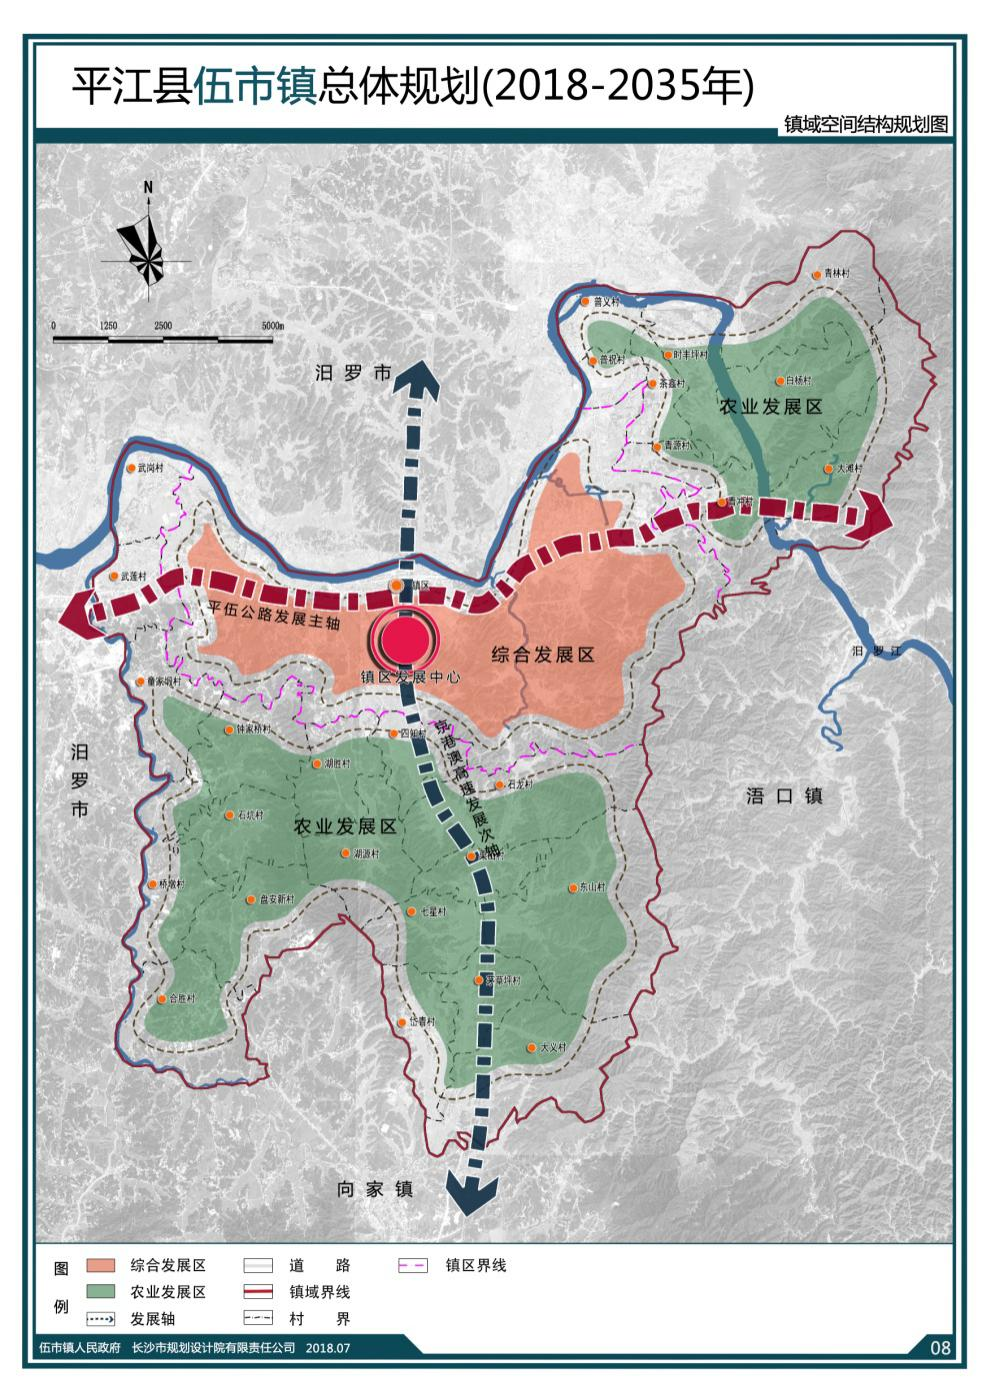 平江县伍市镇总体规划(2018-2035年)
镇域空间结构规划图
N
0 1250 2500 5000m
汨罗市
青林村
普义村
普祝村
时丰坪村
茶鑫村
白杨村
农业发展区
青源村
大滩村
青冲村
武岗村
武莲村
镇区
平伍公路发展主轴
综合发展区
镇区发展中心
汨罗江
童家塅村
钟家桥村
四知村
京港澳高速发展次轴
湖胜村
石龙村
汨罗市
浯口镇
石坑村
农业发展区
湖源村
桥墩村
盘安新村
七星村
东山村
茅草坪村
合胜村
岱青村
大义村
向家镇
图例
综合发展区
道路
镇区界线
农业发展区
镇域界线
发展轴
村界
伍市镇人民政府 长沙市规划设计院有限责任公司 2018.07
08